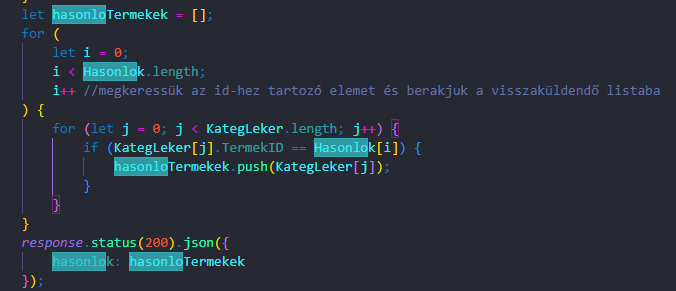 let hasonloTermekek = [];
for (
let i = 0;
i < Hasonlok.length;
i++ //megkeressük az id-hez tartozó elemet és berakjuk a visszaküldendő listaba
) {
for (let j = 0; j < KategLeker.length; j++) {
if (KategLeker[j].TermekID == Hasonlok[i]) {
hasonloTermekek.push(KategLeker[j]);
}
}
}
response.status(200).json({
hasonlok: hasonloTermekek
});